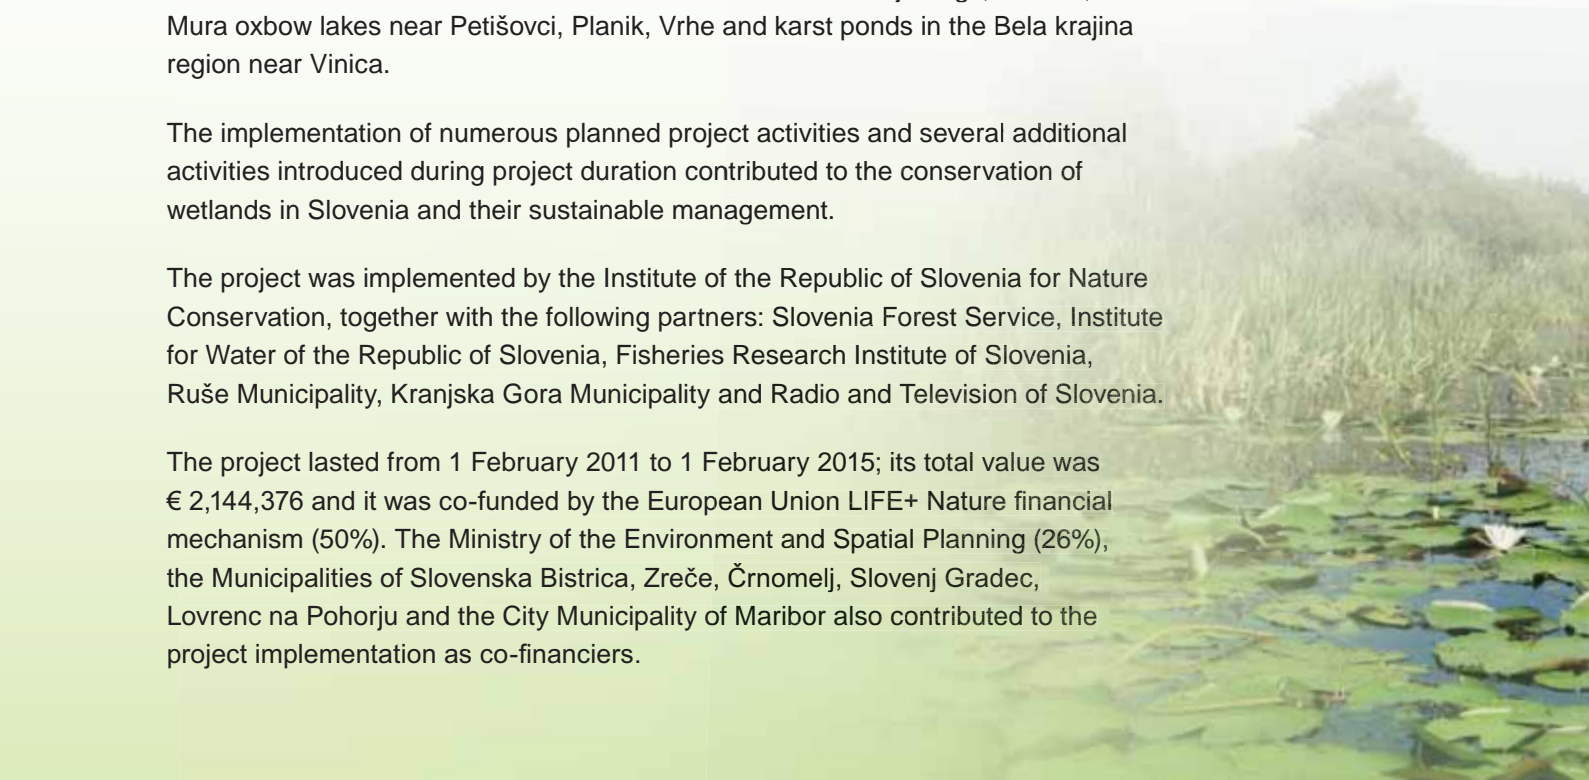 Mura oxbow lakes near Petišovci, Planik, Vrhe and karst ponds in the Bela krajina
region near Vinica.
The implementation of numerous planned project activities and several additional
activities introduced during project duration contributed to the conservation of
wetlands in Slovenia and their sustainable management.
The project was implemented by the Institute of the Republic of Slovenia for Nature
Conservation, together with the following partners: Slovenia Forest Service, Institute
for Water of the Republic of Slovenia, Fisheries Research Institute of Slovenia,
Ruše Municipality, Kranjska Gora Municipality and Radio and Television of Slovenia.
The project lasted from 1 February 2011 to 1 February 2015; its total value was
€ 2,144,376 and it was co-funded by the European Union LIFE+ Nature financial
mechanism (50%). The Ministry of the Environment and Spatial Planning (26%),
the Municipalities of Slovenska Bistrica, Zreče, Črnomelj, Slovenj Gradec,
Lovrenc na Pohorju and the City Municipality of Maribor also contributed to the
project implementation as co-financiers.